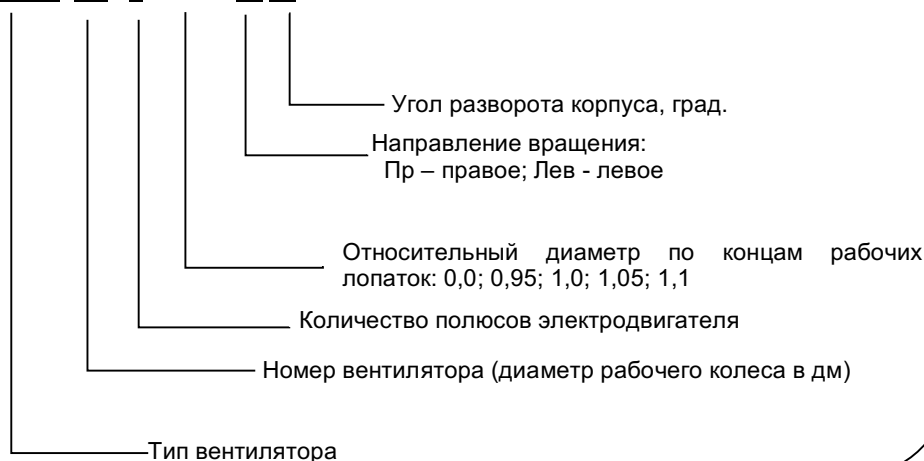 Угол разворота корпуса, град.
Направление вращения:
Пр – правое; Лев - левое
Относительный диаметр по концам рабочих
лопаток: 0,0; 0,95; 1,0; 1,05; 1,1
Количество полюсов электродвигателя
Номер вентилятора (диаметр рабочего колеса в дм)
Тип вентилятора